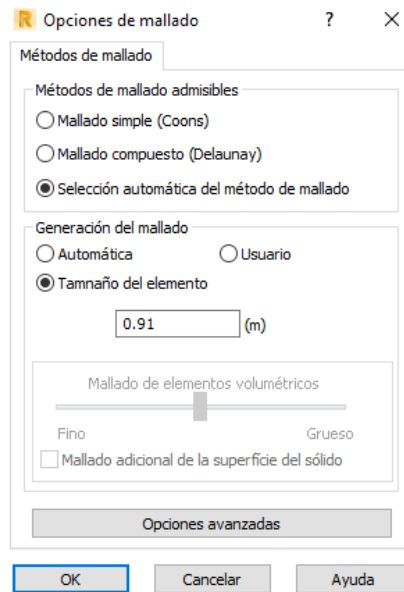 R Opciones de mallado ? ×
Métodos de mallado
Métodos de mallado admisibles
Mallado simple (Coons)
Mallado compuesto (Delaunay)
Selección automática del método de mallado
Generación del mallado
Automática Usuario
Tamnaño del elemento
0.91 (m)
Mallado de elementos volumétricos
Fino Grueso
Mallado adicional de la superfície del sólido
Opciones avanzadas
OK Cancelar Ayuda